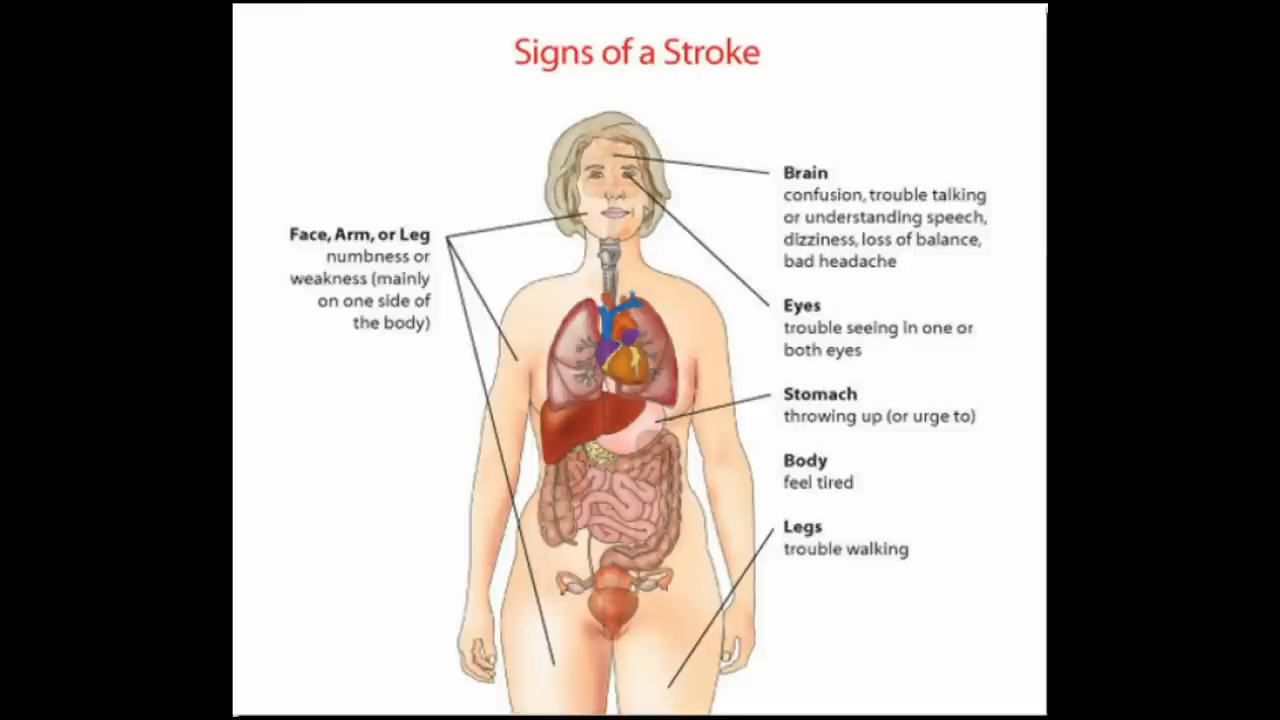 Signs of a Stroke
Face, Arm, or Leg
numbness or
weakness (mainly
on one side of
the body)
Brain
confusion, trouble talking
or understanding speech,
dizziness, loss of balance,
bad headache
Eyes
trouble seeing in one or
both eyes
Stomach
throwing up (or urge to)
Body
feel tired
Legs
trouble walking